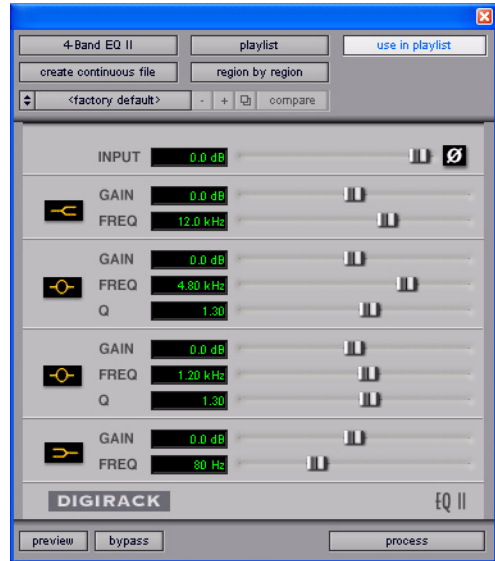 4-Band EQ II playlist use in playlist
create continuous file region by region
<factory default> - + compare
INPUT 0.0 dB Ø
GAIN 0.0 dB
FREQ 12.0 kHz
GAIN 0.0 dB
FREQ 4.80 kHz
Q 1.30
GAIN 0.0 dB
FREQ 1.20 kHz
Q 1.30
GAIN 0.0 dB
FREQ 80 Hz
DIGIRACK EQ II
preview bypass process